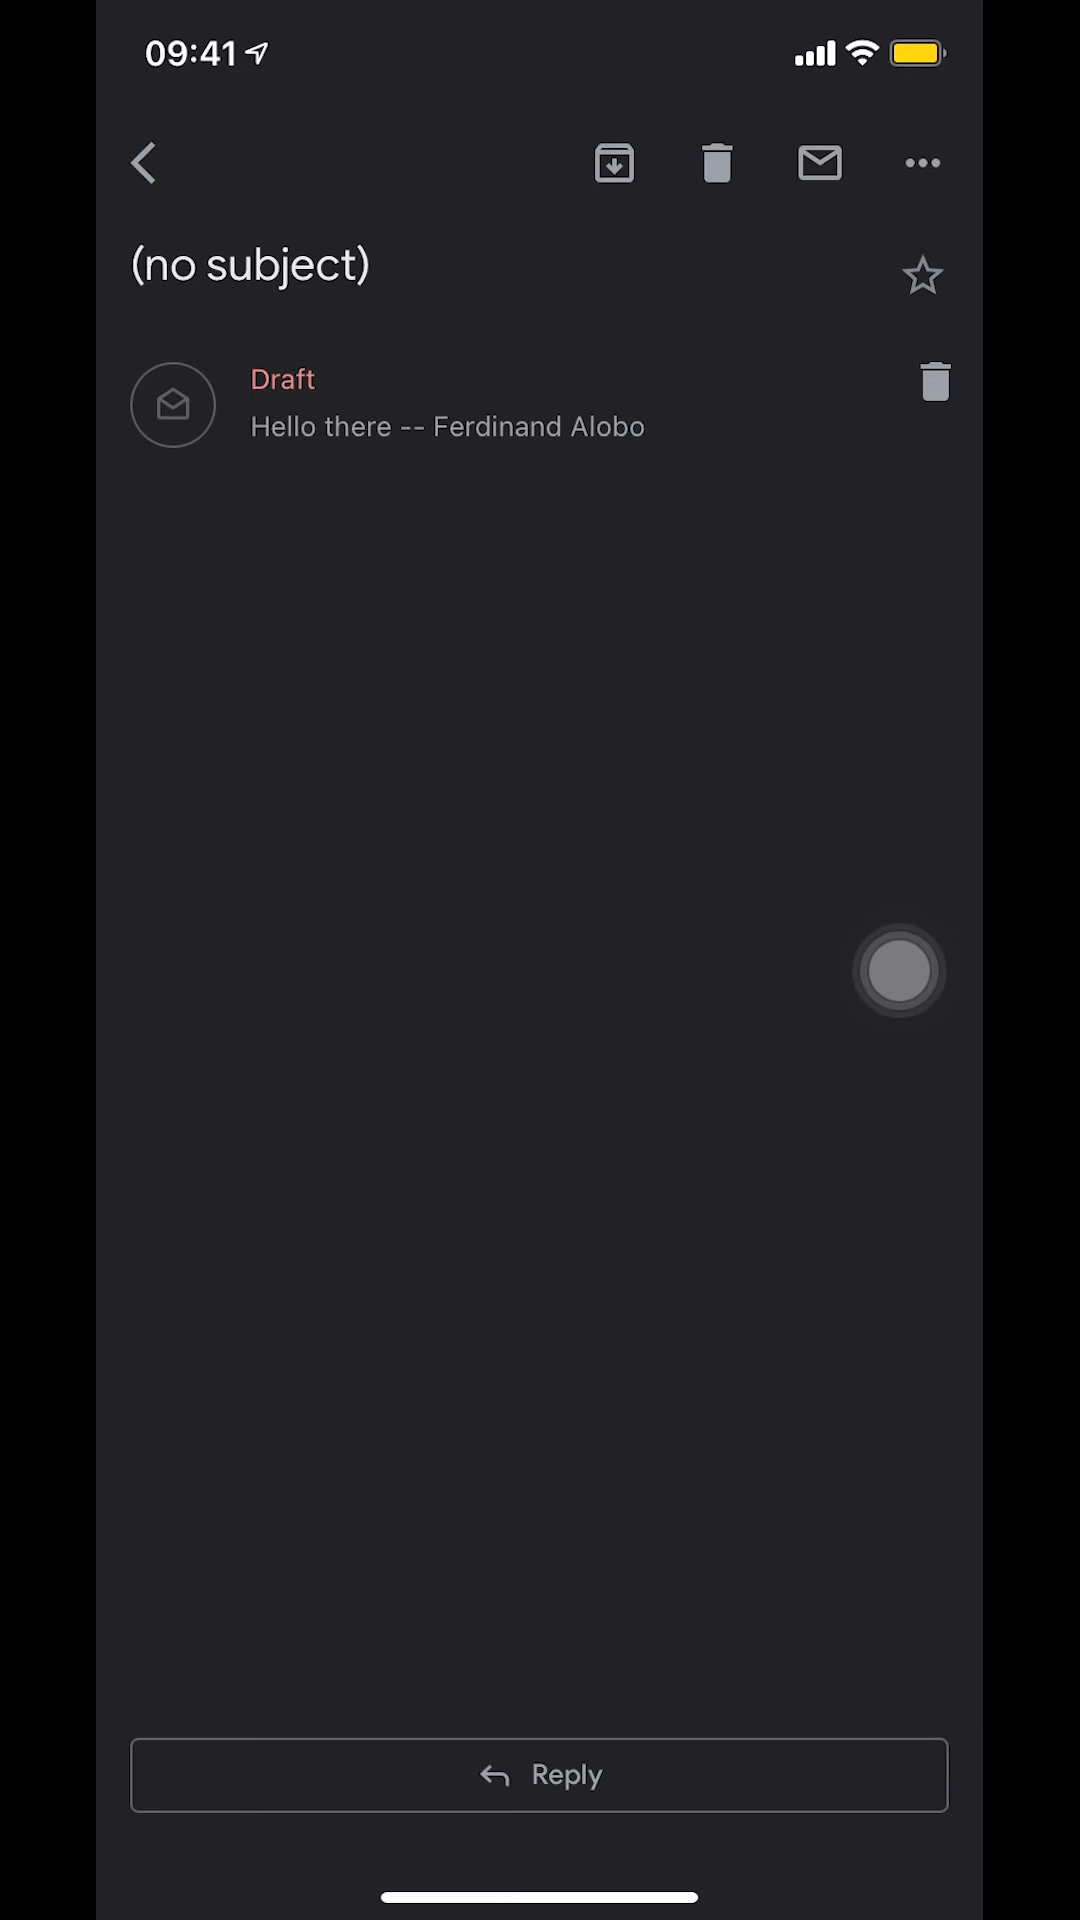 09:41
(no subject)
Draft
Hello there -- Ferdinand Alobo
Reply